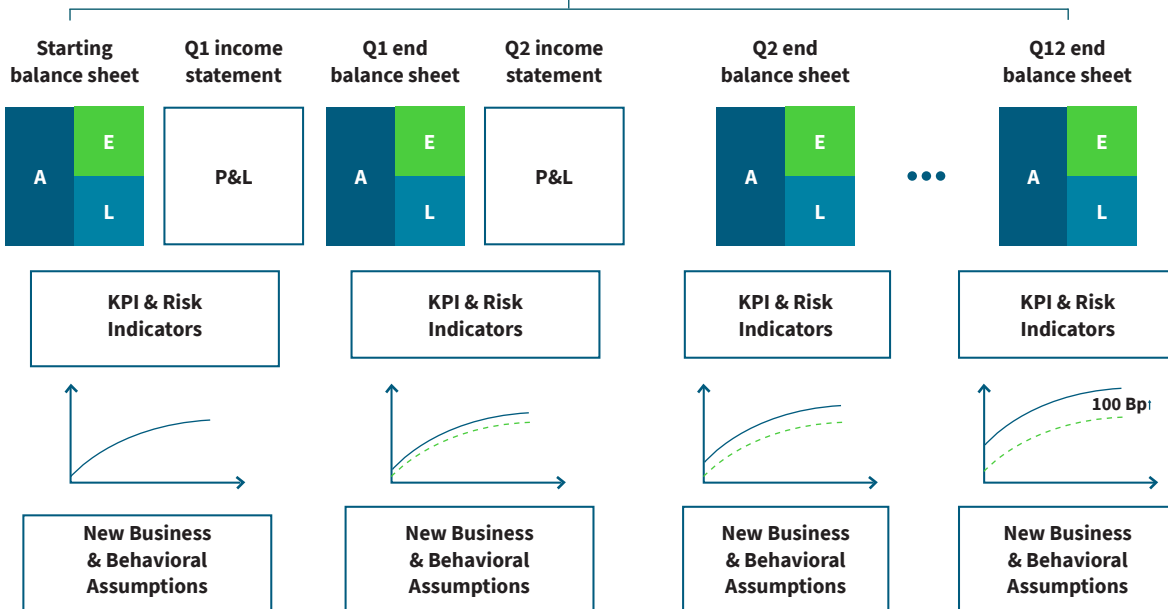 Starting
balance sheet
Q1 income
statement
Q1 end
balance sheet
Q2 income
statement
Q2 end
balance sheet
Q12 end
balance sheet
A
E
L
P&L
A
E
L
P&L
A
E
L
•••
A
E
L
KPI & Risk
Indicators
KPI & Risk
Indicators
KPI & Risk
Indicators
KPI & Risk
Indicators
100 Bp↑
New Business
& Behavioral
Assumptions
New Business
& Behavioral
Assumptions
New Business
& Behavioral
Assumptions
New Business
& Behavioral
Assumptions